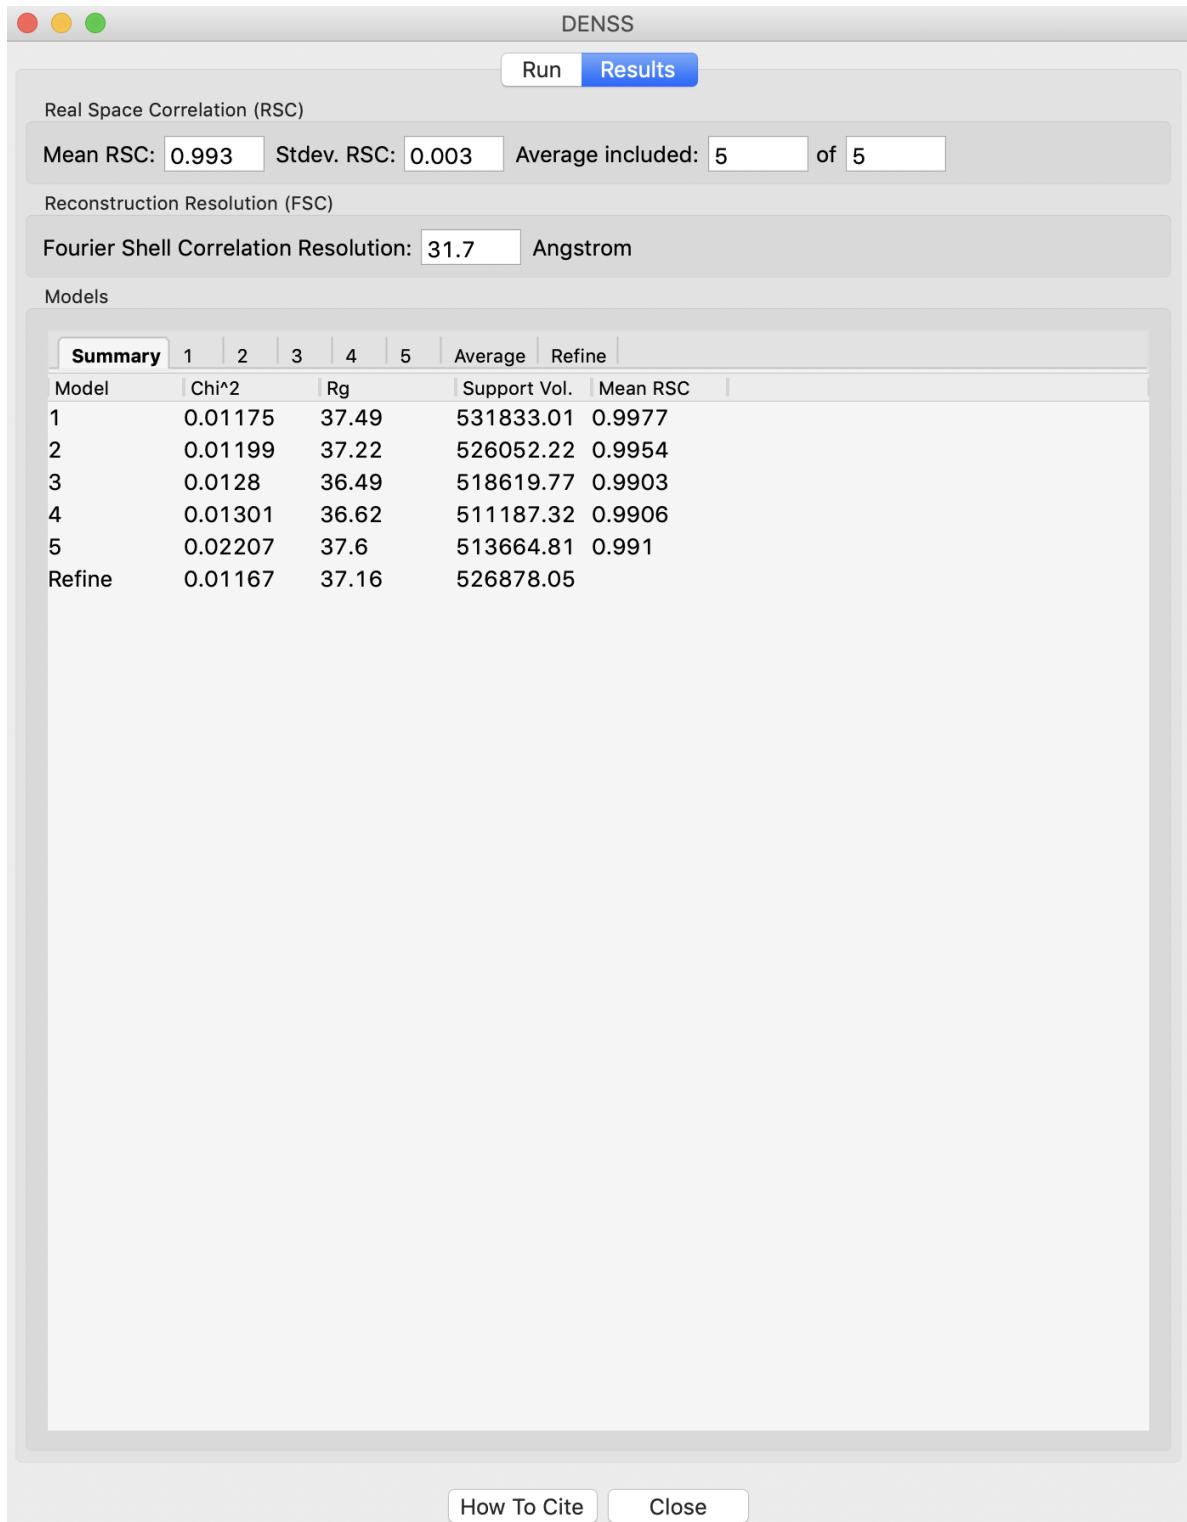 DENSS
Run Results
Real Space Correlation (RSC)
Mean RSC: 0.993 Stdev. RSC: 0.003 Average included: 5 of 5
Reconstruction Resolution (FSC)
Fourier Shell Correlation Resolution: 31.7 Angstrom
Models
Summary 1 2 3 4 5 Average Refine
Model Chi^2 Rg Support Vol. Mean RSC
1 0.01175 37.49 531833.01 0.9977
2 0.01199 37.22 526052.22 0.9954
3 0.0128 36.49 518619.77 0.9903
4 0.01301 36.62 511187.32 0.9906
5 0.02207 37.6 513664.81 0.991
Refine 0.01167 37.16 526878.05
How To Cite Close